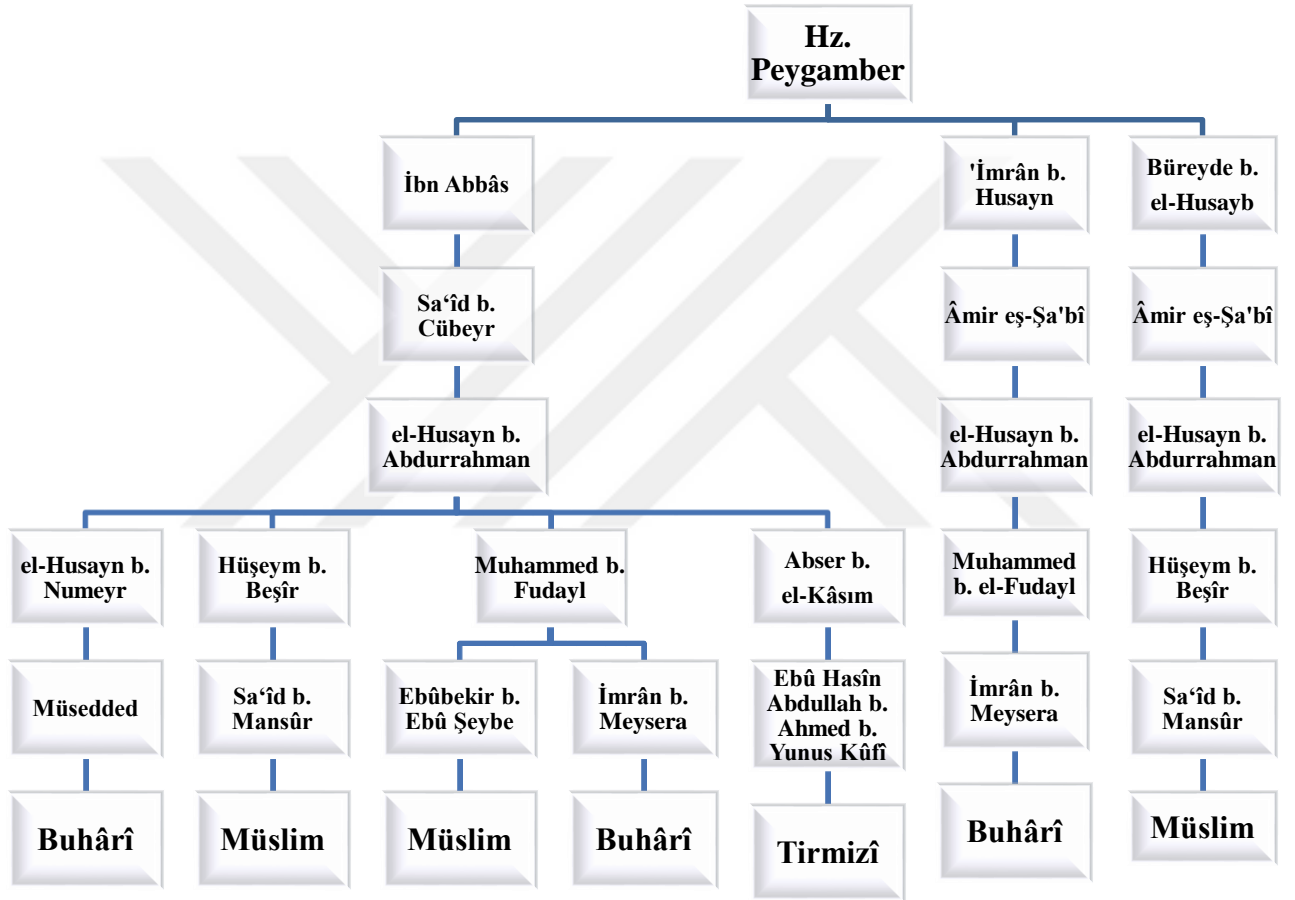 Hz.
Peygamber
İbn Abbâs
'İmrân b.
Husayn
Büreyde b.
el-Husayb
Sa‘îd b.
Cübeyr
Âmir eş-Şa'bî
Âmir eş-Şa'bî
el-Husayn b.
Abdurrahman
el-Husayn b.
Abdurrahman
el-Husayn b.
Abdurrahman
el-Husayn b.
Numeyr
Hüşeym b.
Beşîr
Muhammed b.
Fudayl
Abser b.
el-Kâsım
Muhammed
b. el-Fudayl
Hüşeym b.
Beşîr
Müsedded
Sa‘îd b.
Mansûr
Ebûbekir b.
Ebû Şeybe
İmrân b.
Meysera
Ebû Hasîn
Abdullah b.
Ahmed b.
Yunus Kûfî
İmrân b.
Meysera
Sa‘îd b.
Mansûr
Buhârî
Müslim
Müslim
Buhârî
Tirmizî
Buhârî
Müslim